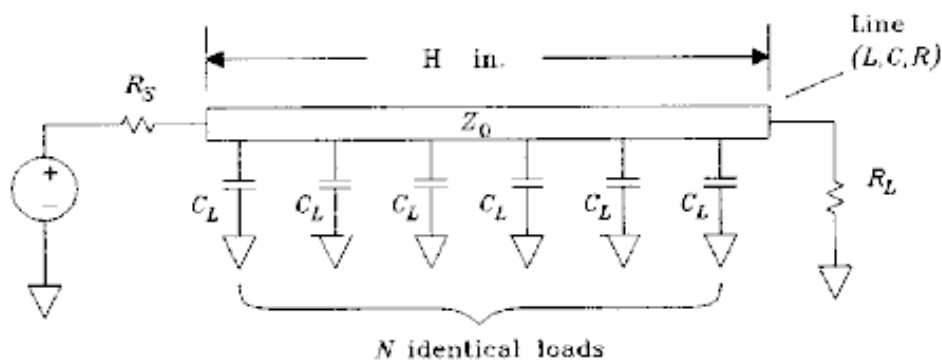 Line
(L,C,R)
H in.
R_S
Z_0
+
−
C_L C_L C_L C_L C_L C_L
R_L
N identical loads